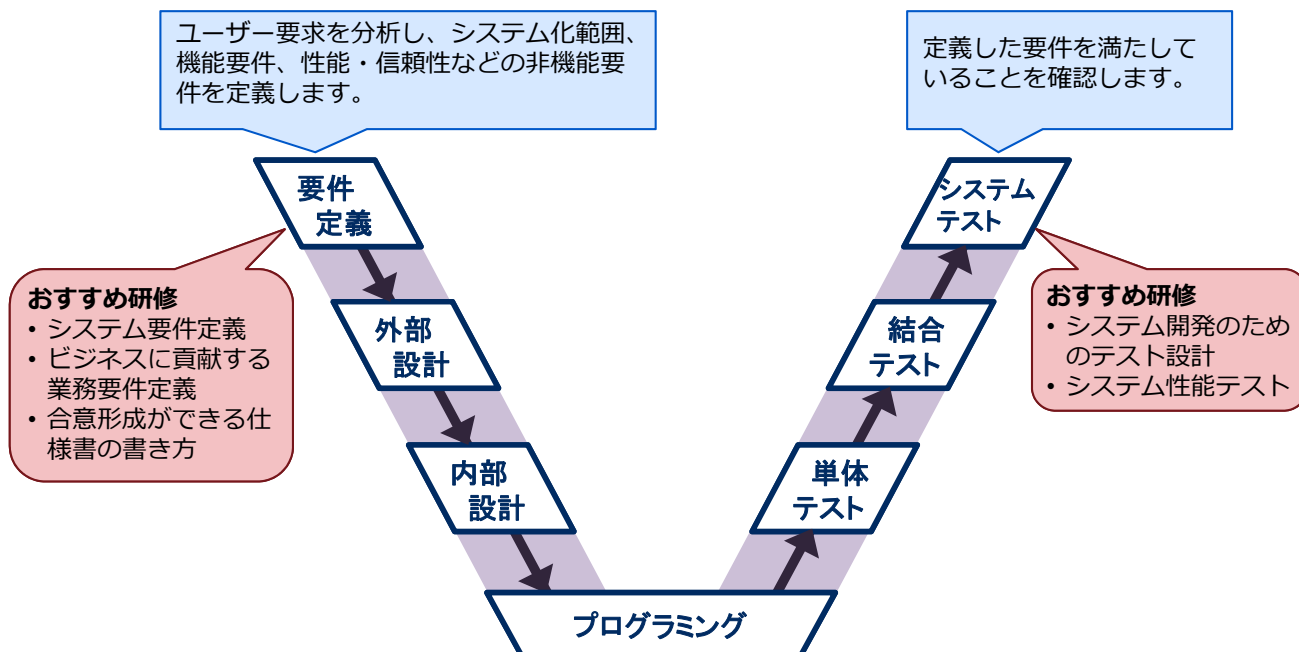 ユーザー要求を分析し、システム化範囲、
機能要件、性能・信頼性などの非機能要
件を定義します。
定義した要件を満たして
いることを確認します。
要件
定義
システム
テスト
おすすめ研修
• システム要件定義
• ビジネスに貢献する
業務要件定義
• 合意形成ができる仕
様書の書き方
外部
設計
結合
テスト
おすすめ研修
• システム開発のため
のテスト設計
• システム性能テスト
内部
設計
単体
テスト
プログラミング